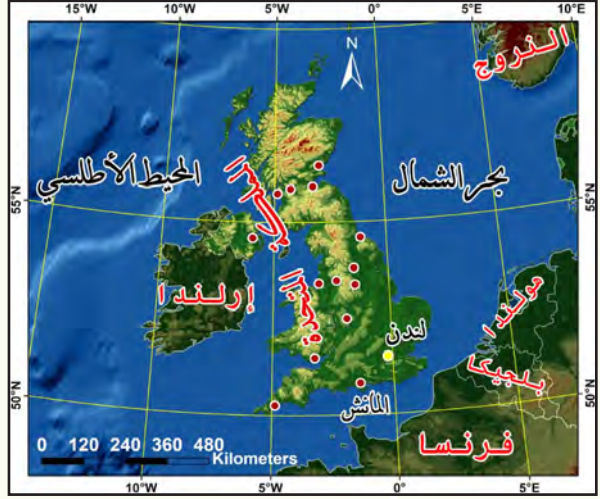 15°W 10°W 5°W 0° 5°E 10°E
N
النروج
المحيط الأطلسي
بحر الشمال
55°N
55°N
المملكة
المتحدة
إرلندا
هولندا
لندن
بلجيكا
المانش
50°N
50°N
فرنسا
0 120 240 360 480
Kilometers
10°W 5°W 0° 5°E